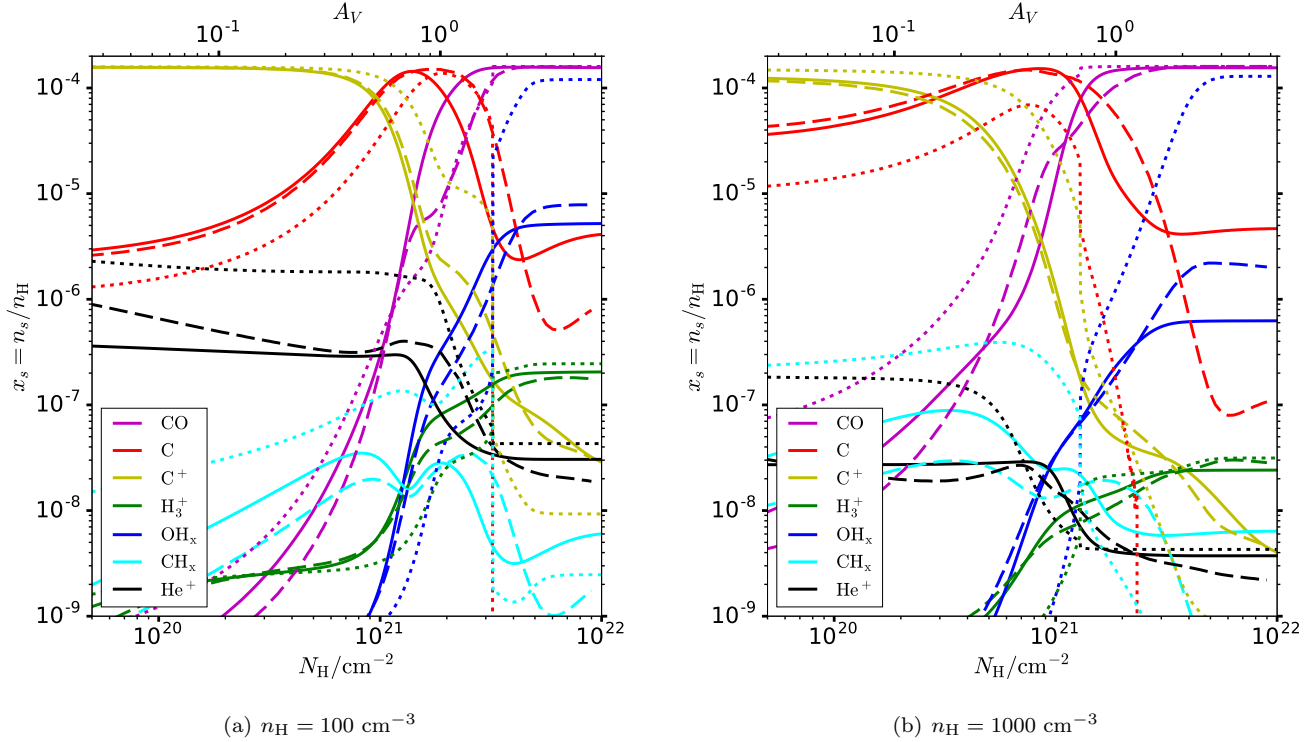 A_V
10^-1 10^0
10^-4
10^-5
10^-6
10^-7
10^-8
10^-9
x_s = n_s/n_H
CO
C
C^+
H_3^+
OH_x
CH_x
He^+
10^20 10^21 10^22
N_H/cm^-2
(a) n_H = 100 cm^-3
A_V
10^-1 10^0
10^-4
10^-5
10^-6
10^-7
10^-8
10^-9
x_s = n_s/n_H
CO
C
C^+
H_3^+
OH_x
CH_x
He^+
10^20 10^21 10^22
N_H/cm^-2
(b) n_H = 1000 cm^-3